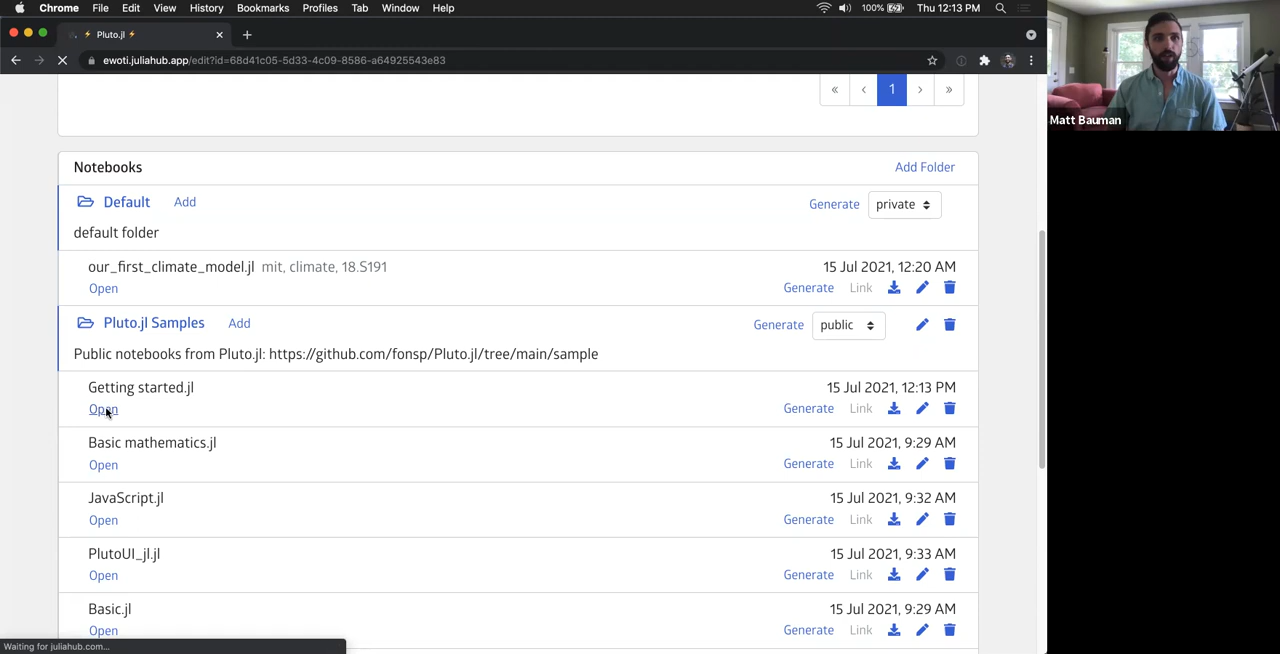 Chrome File Edit View History Bookmarks Profiles Tab Window Help 100% Thu 12:13 PM
Pluto.jl
ewoti.juliahub.app/edit?id=68d41c05-5d33-4c09-8586-a64925543e83
Matt Bauman
« ‹ 1 › »
Notebooks Add Folder
Default Add Generate private
default folder
our_first_climate_model.jl mit, climate, 18.S191 15 Jul 2021, 12:20 AM
Open Generate Link
Pluto.jl Samples Add Generate public
Public notebooks from Pluto.jl: https://github.com/fonsp/Pluto.jl/tree/main/sample
Getting started.jl 15 Jul 2021, 12:13 PM
Open Generate Link
Basic mathematics.jl 15 Jul 2021, 9:29 AM
Open Generate Link
JavaScript.jl 15 Jul 2021, 9:32 AM
Open Generate Link
PlutoUI_jl.jl 15 Jul 2021, 9:33 AM
Open Generate Link
Basic.jl 15 Jul 2021, 9:29 AM
Open Generate Link
Waiting for juliahub.com...